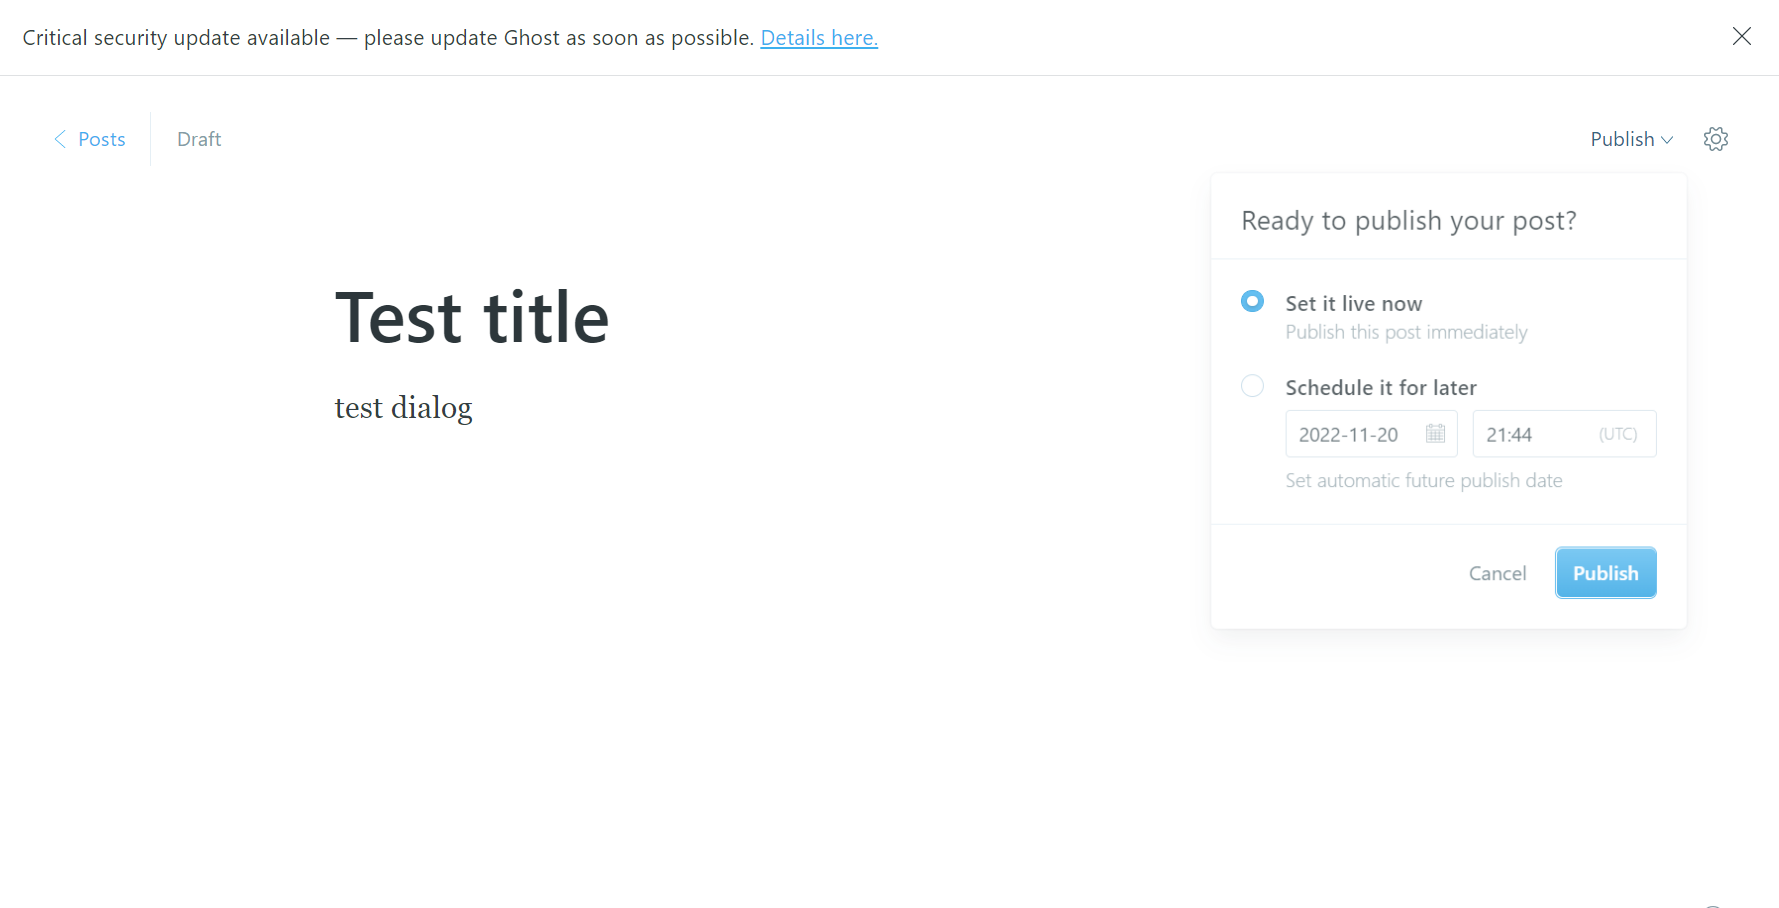 Critical security update available — please update Ghost as soon as possible. Details here.
Posts
Draft
Publish
Ready to publish your post?
Test title
Set it live now
Publish this post immediately
test dialog
Schedule it for later
2022-11-20
21:44
(UTC)
Set automatic future publish date
Cancel
Publish